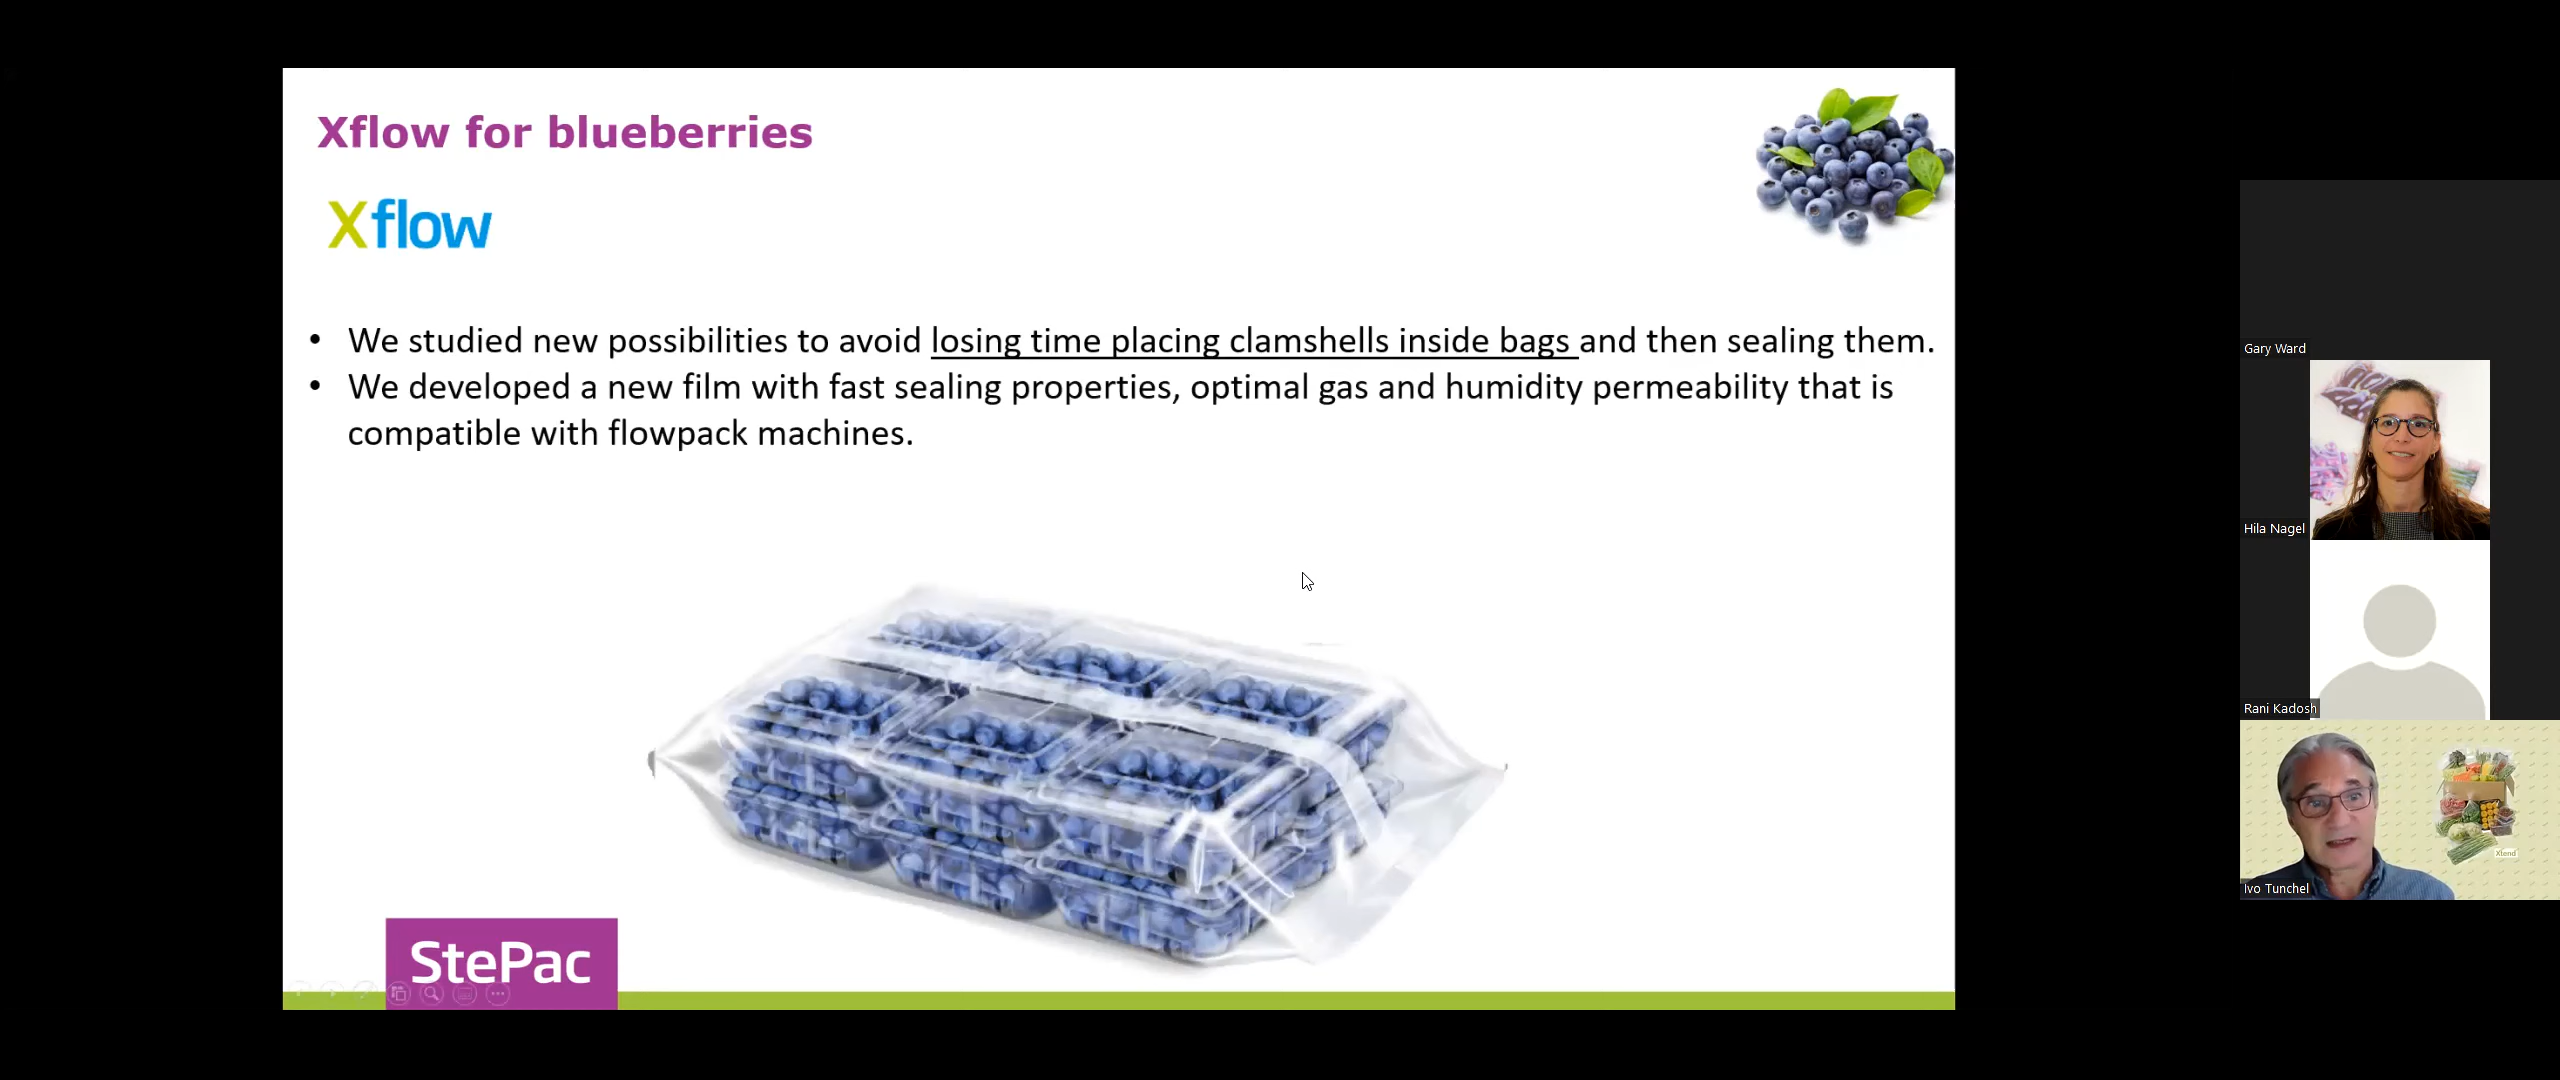 Xflow for blueberries
Xflow
• We studied new possibilities to avoid losing time placing clamshells inside bags and then sealing them.
• We developed a new film with fast sealing properties, optimal gas and humidity permeability that is
compatible with flowpack machines.
StePac
Gary Ward
Hila Nagel
Rani Kadosh
Xtend
Ivo Tunchel